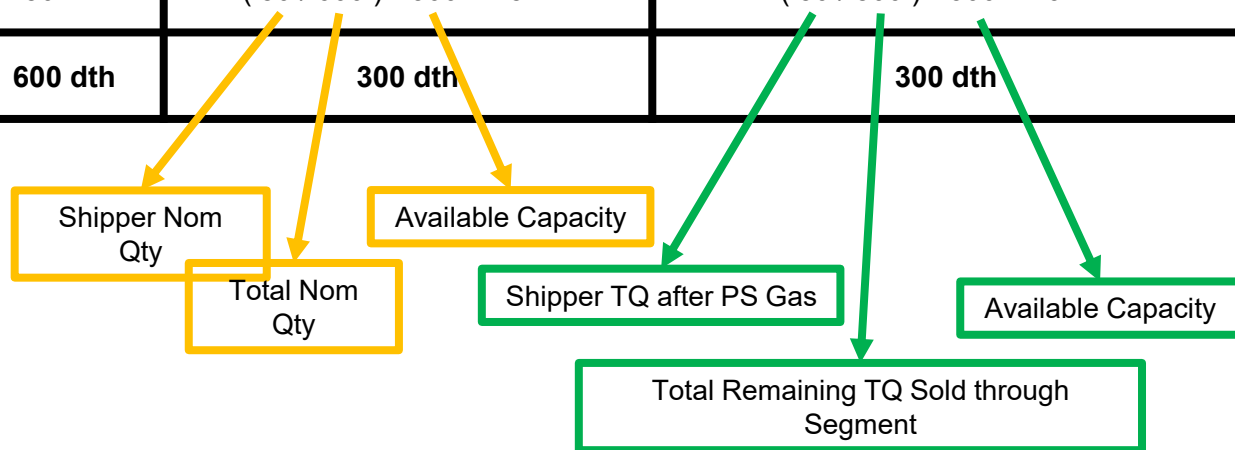 600 dth 300 dth 300 dth
Shipper Nom
Qty
Available Capacity
Total Nom
Qty
Shipper TQ after PS Gas
Available Capacity
Total Remaining TQ Sold through
Segment